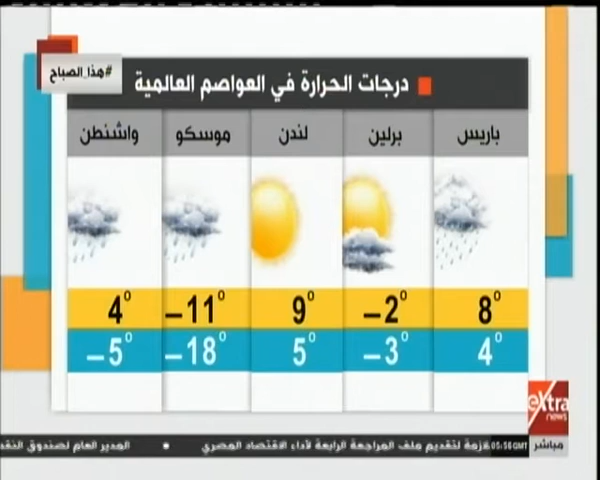 #هذا_الصباح
درجات الحرارة في العواصم العالمية
باريس برلين لندن موسكو واشنطن
8° –2° 9° –11° 4°
4° –3° 5° –18° –5°
eXtra
news
مباشر
05:56 GMT
لتقديم ملف المراجعة الرابعة لأداء الاقتصاد المصري • المدير العام لصندوق النقد